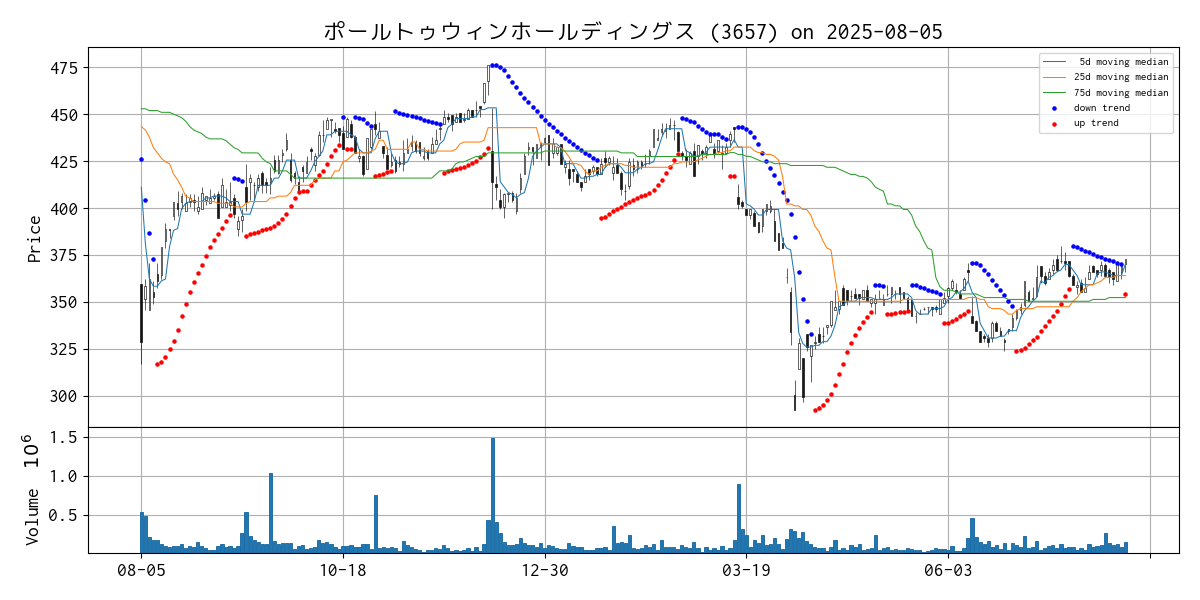 ポールトゥウィンホールディングス (3657) on 2025-08-05
5d moving median
25d moving median
75d moving median
down trend
up trend
Price
475
450
425
400
375
350
325
300
Volume 10^6
1.5
1.0
0.5
08-05
10-18
12-30
03-19
06-03